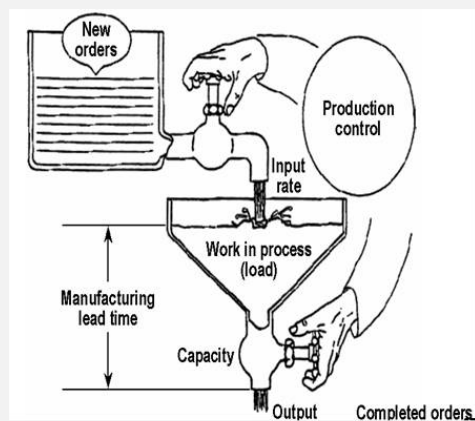 New
orders
Production
control
Input
rate
Work in process
(load)
Manufacturing
lead time
Capacity
Output
Completed orders